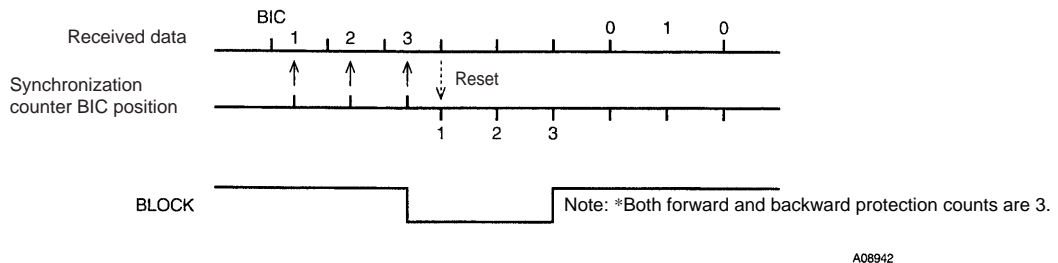 BIC
Received data 1 2 3 0 1 0
Reset
Synchronization
counter BIC position
1 2 3
BLOCK Note: *Both forward and backward protection counts are 3.
A08942